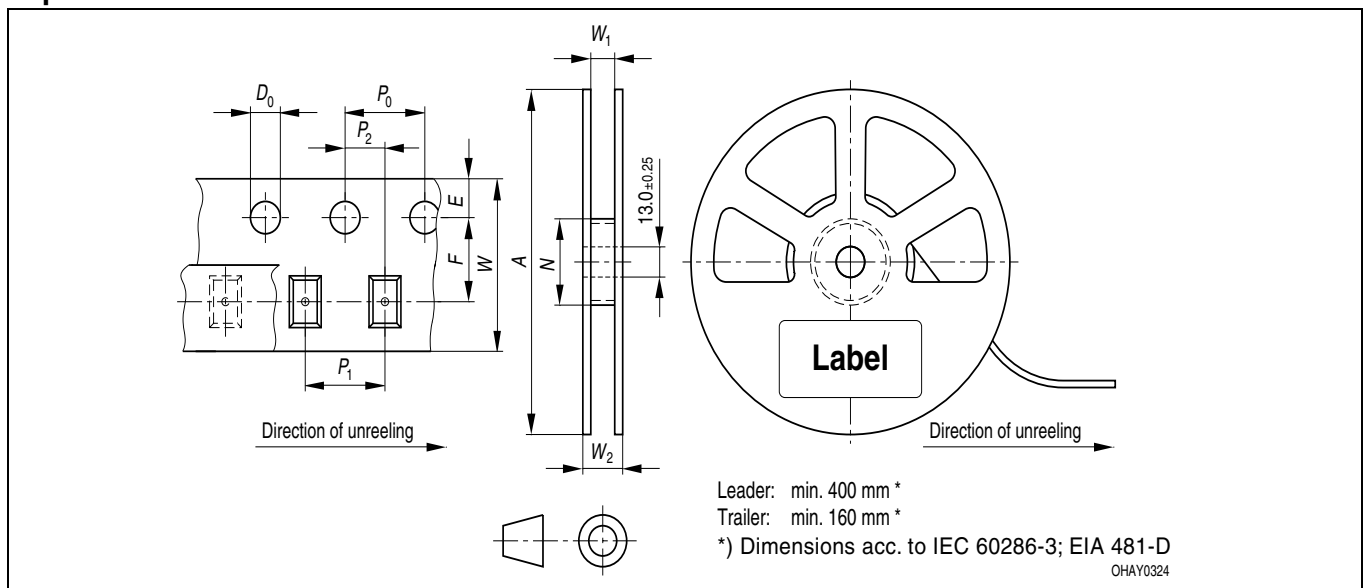 W1
D0
P0
P2
13.0±0.25
E
F
W
A
N
Label
P1
Direction of unreeling
W2
Direction of unreeling
Leader: min. 400 mm *
Trailer: min. 160 mm *
*) Dimensions acc. to IEC 60286-3; EIA 481-D
OHAY0324